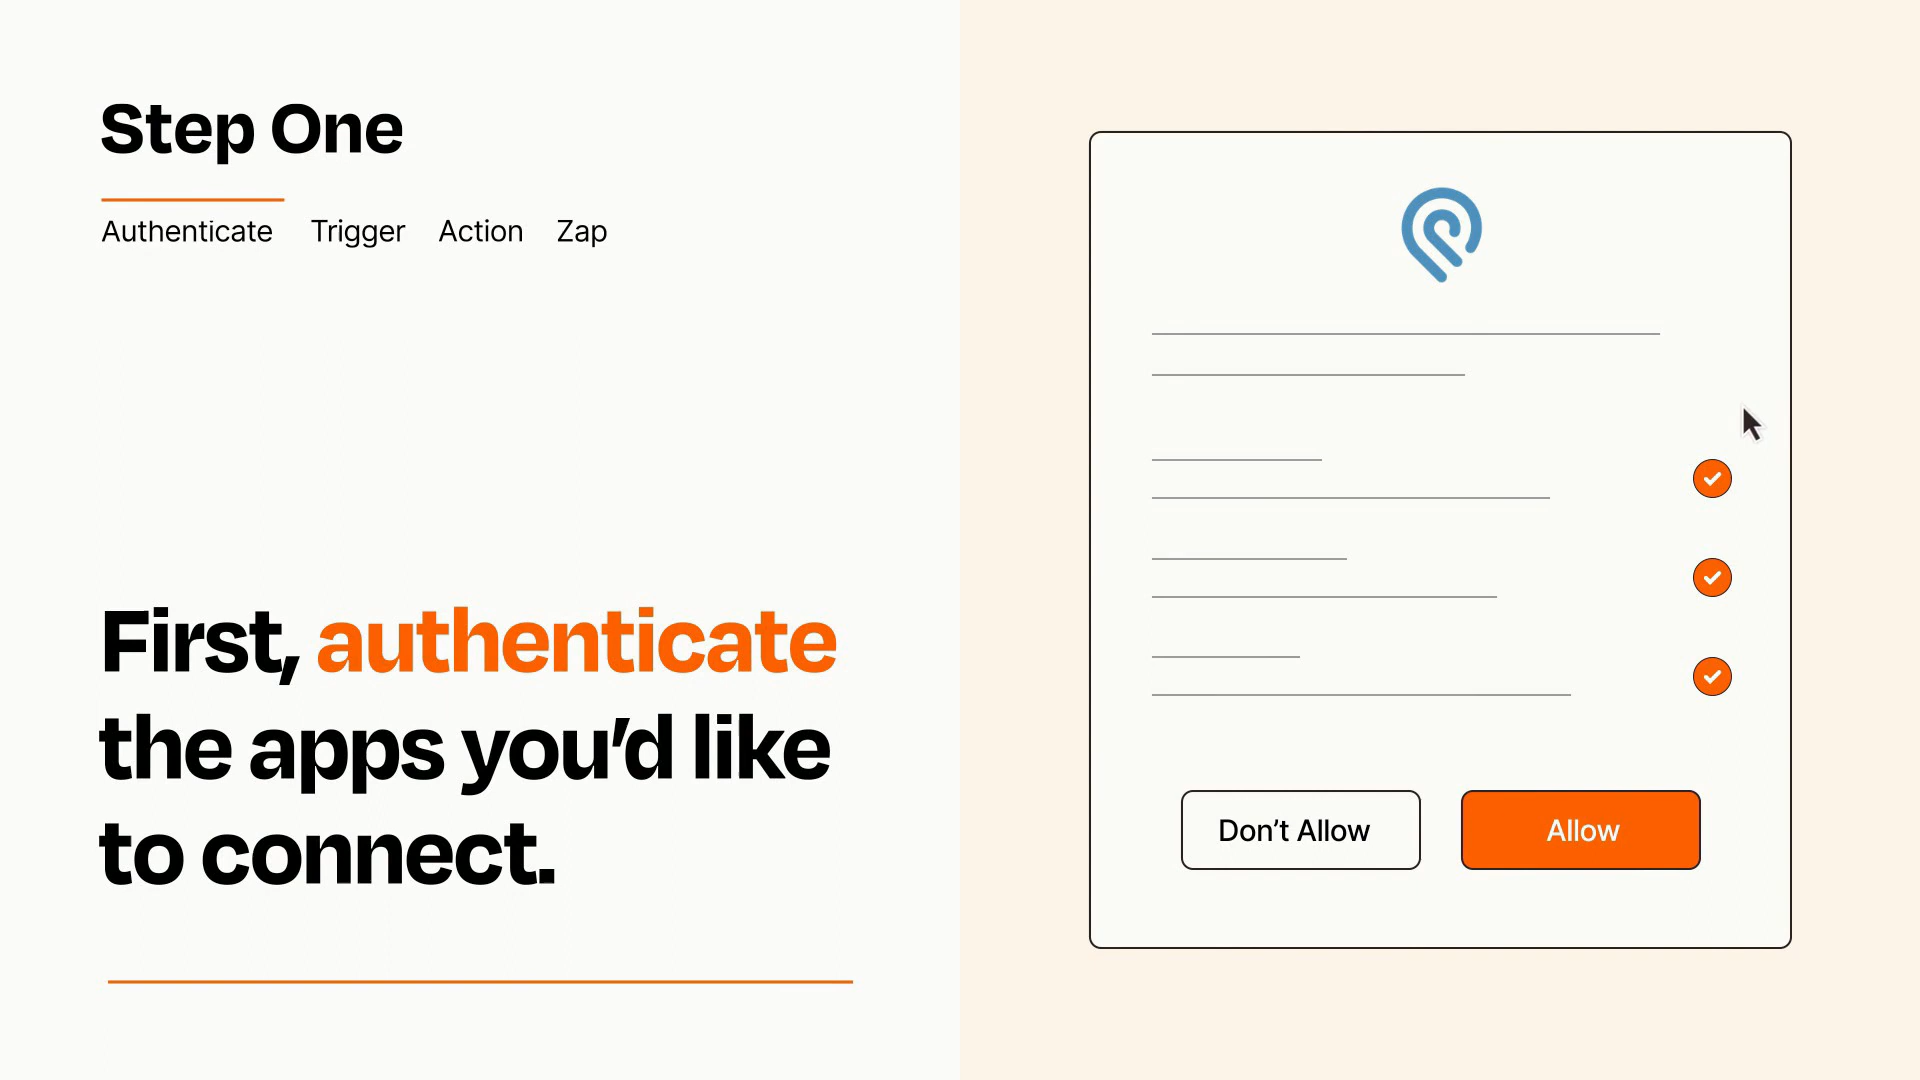 Step One
Authenticate Trigger Action Zap
First, authenticate
the apps you’d like
to connect.
Don’t Allow
Allow